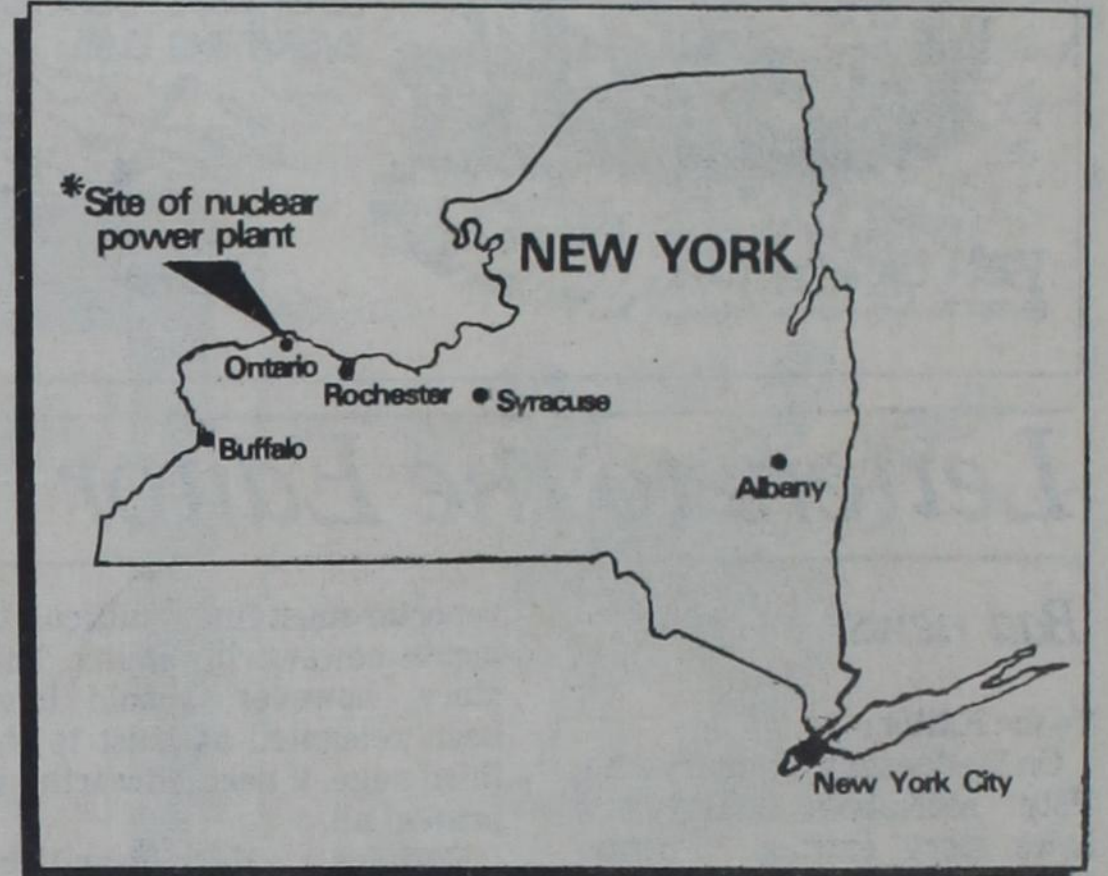 *Site of nuclear
power plant
NEW YORK
Ontario
Rochester
Syracuse
Buffalo
Albany
New York City